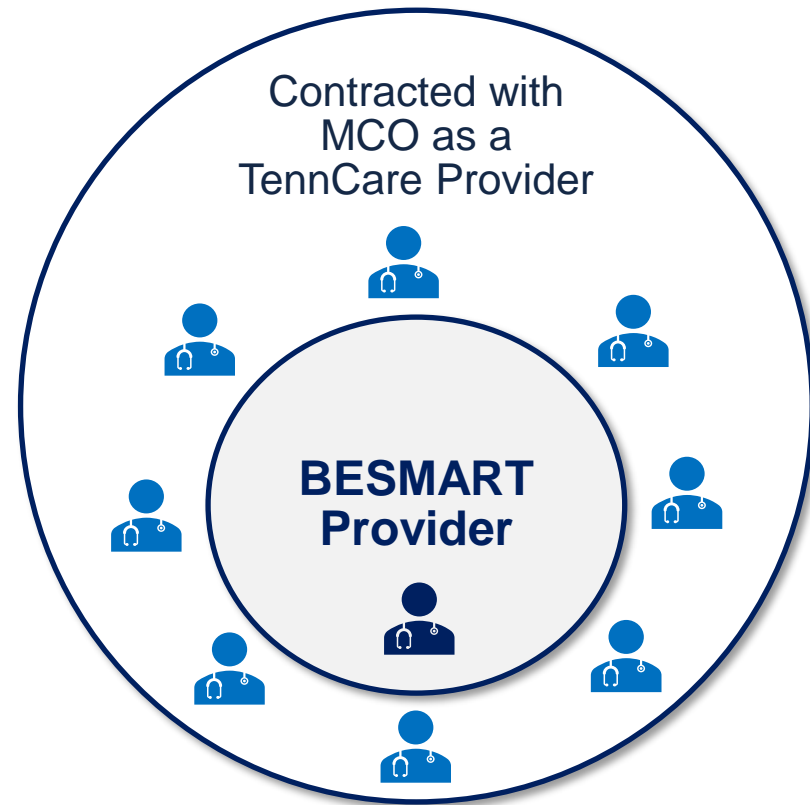 Contracted with
MCO as a
TennCare Provider
BESMART
Provider